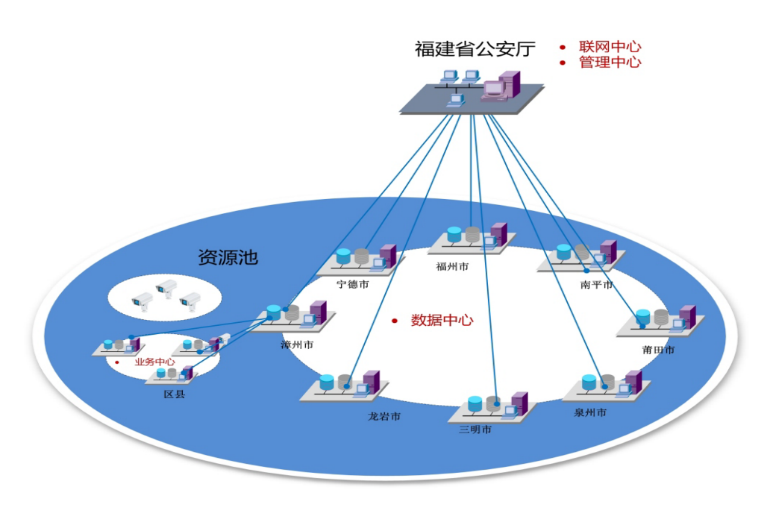 福建省公安厅
• 联网中心
• 管理中心
资源池
福州市
宁德市
南平市
• 数据中心
漳州市
莆田市
• 业务中心
区县
龙岩市
泉州市
三明市